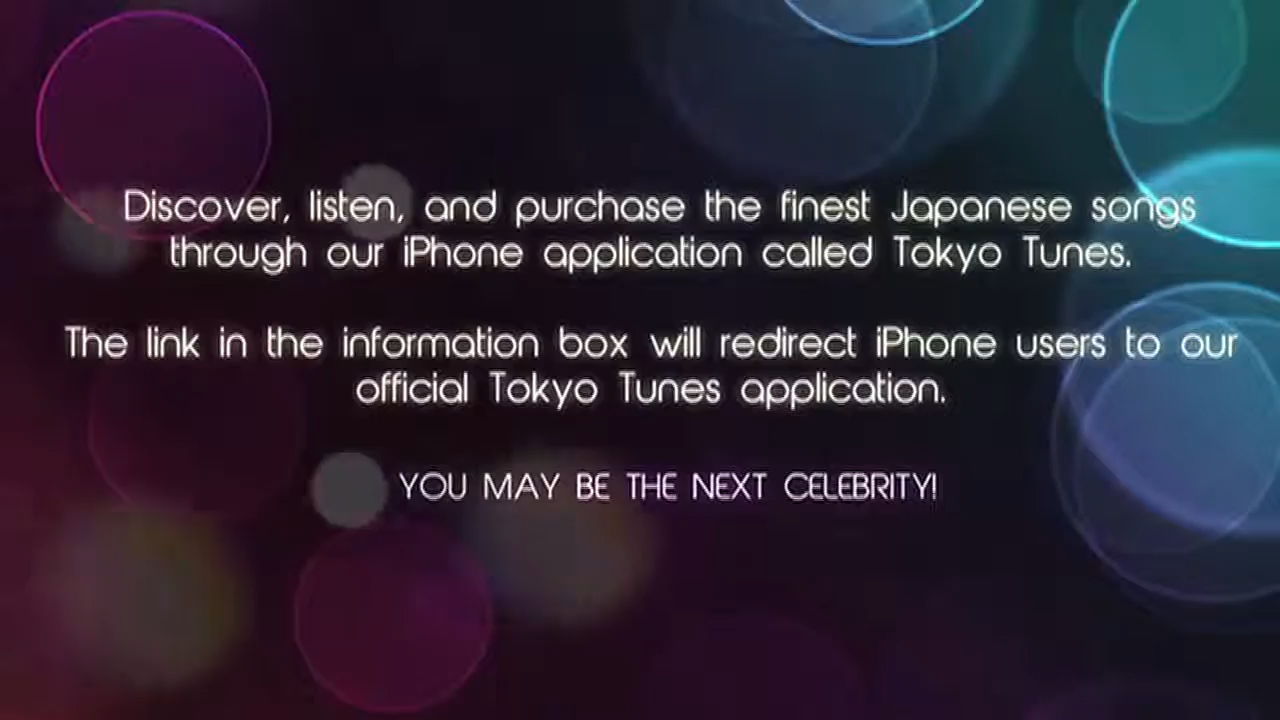 Discover, listen, and purchase the finest Japanese songs
through our iPhone application called Tokyo Tunes.
The link in the information box will redirect iPhone users to our
official Tokyo Tunes application.
YOU MAY BE THE NEXT CELEBRITY!